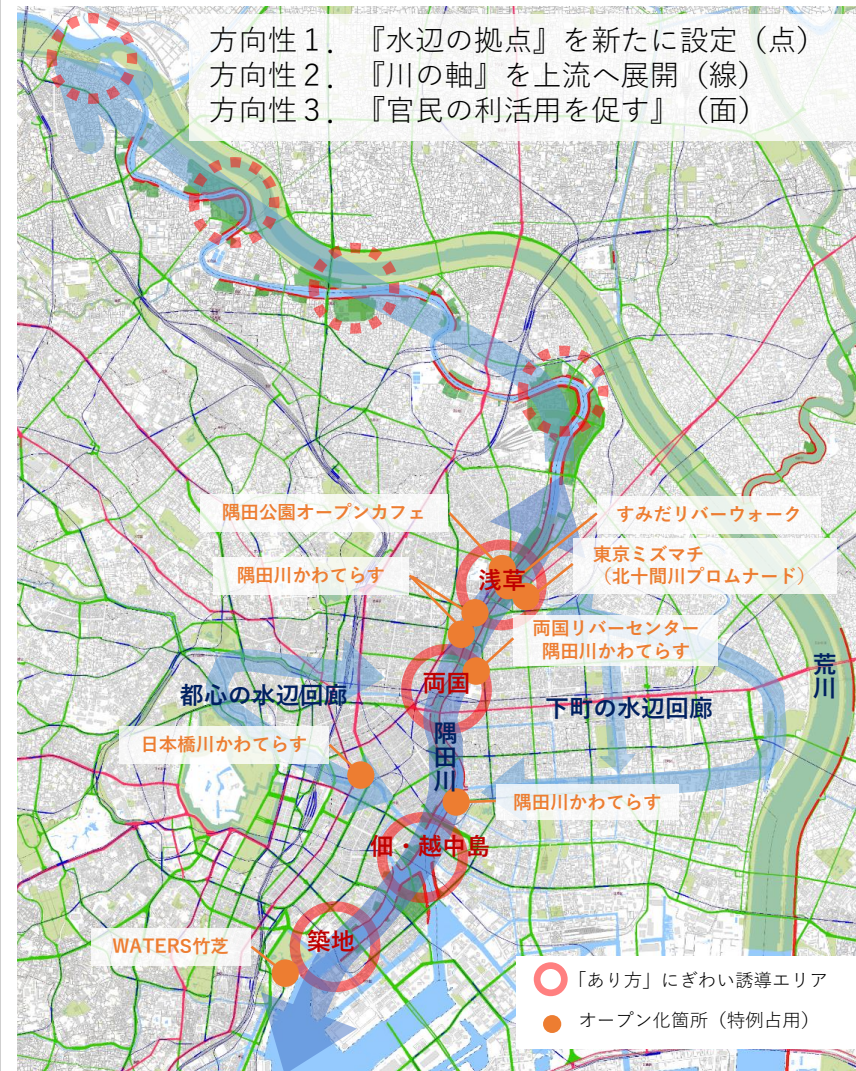 方向性１．『水辺の拠点』を新たに設定（点）
方向性２．『川の軸』を上流へ展開（線）
方向性３．『官民の利活用を促す』（面）
隅田公園オープンカフェ
すみだリバーウォーク
浅草
東京ミズマチ
（北十間川プロムナード）
隅田川かわてらす
両国リバーセンター
隅田川かわてらす
両国
荒川
都心の水辺回廊
下町の水辺回廊
隅田川
日本橋川かわてらす
隅田川かわてらす
佃・越中島
築地
WATERS竹芝
「あり方」にぎわい誘導エリア
オープン化箇所（特例占用）